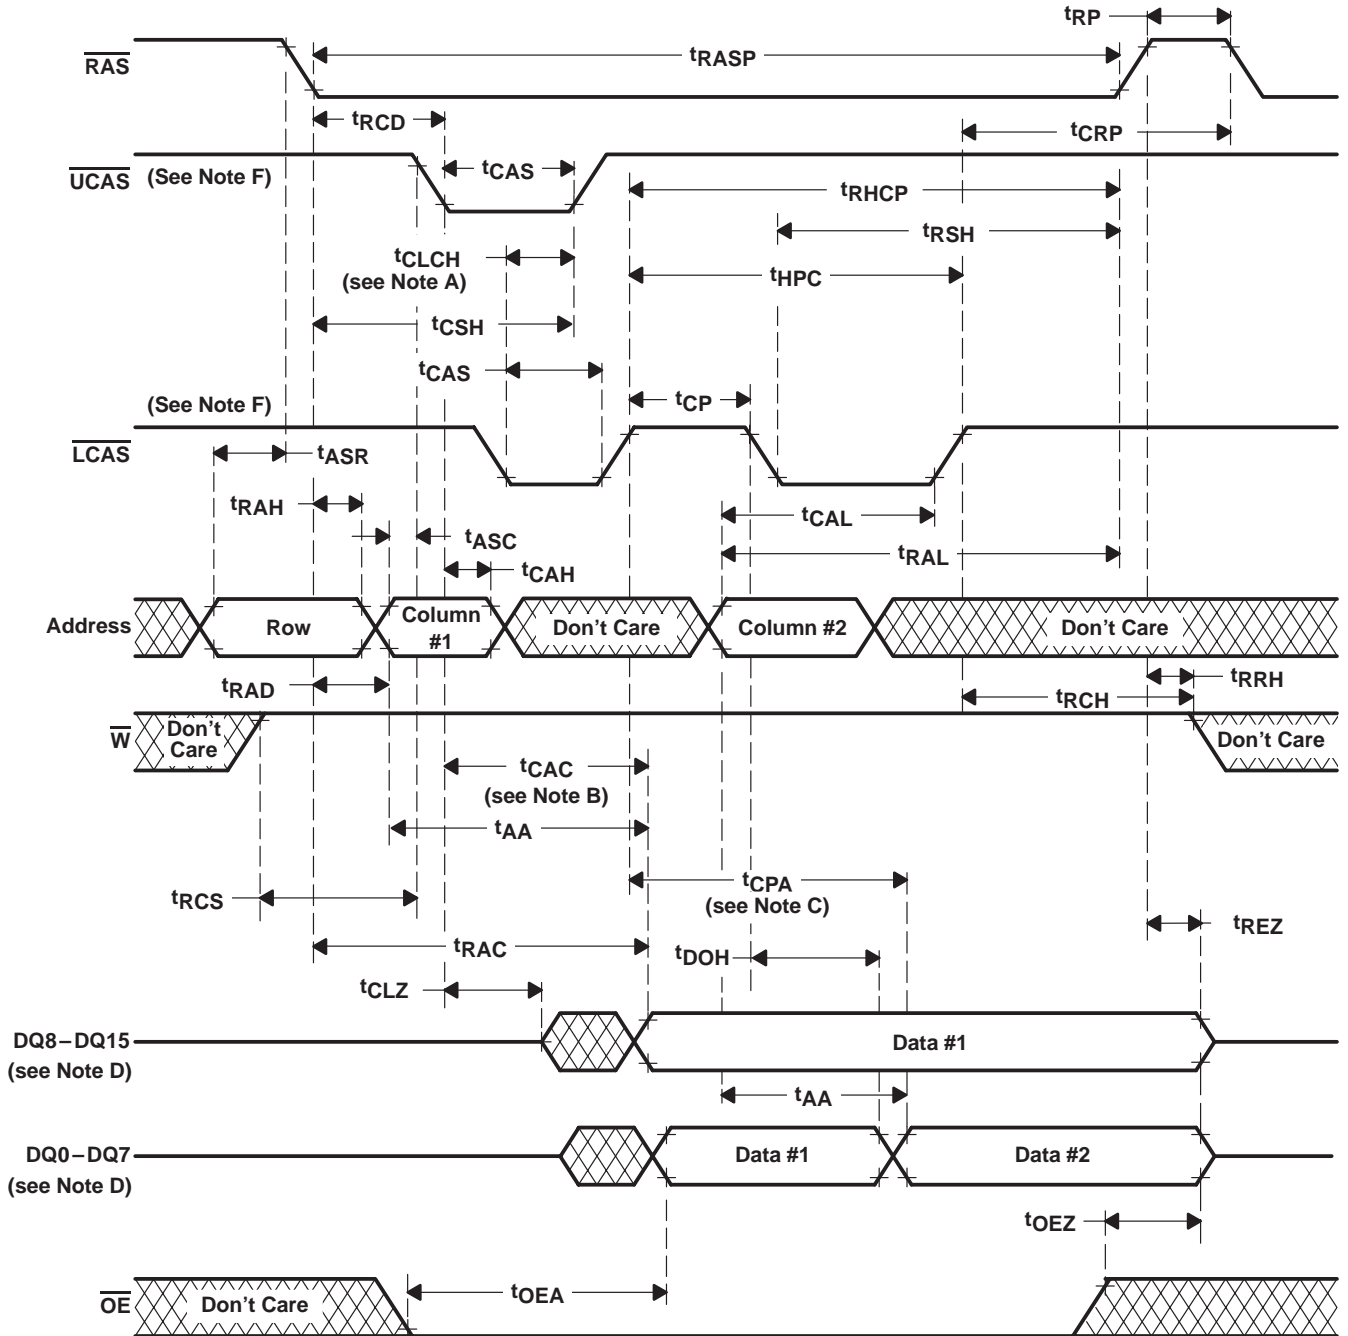 tRP
RAS
tRASP
tRCD
tCRP
UCAS (See Note F)
tCAS
tRHCP
tRSH
tCLCH
(see Note A)
tHPC
tCSH
tCAS
(See Note F)
tCP
LCAS
tASR
tRAH
tCAL
tASC
tRAL
tCAH
Address
Row
Column
#1
Don't Care
Column #2
Don't Care
tRAD
tRRH
tRCH
W
Don't
Care
Don't Care
tCAC
(see Note B)
tAA
tCPA
(see Note C)
tRCS
tREZ
tRAC
tDOH
tCLZ
DQ8–DQ15
(see Note D)
Data #1
tAA
DQ0–DQ7
(see Note D)
Data #1
Data #2
tOEZ
tOEA
OE
Don't Care